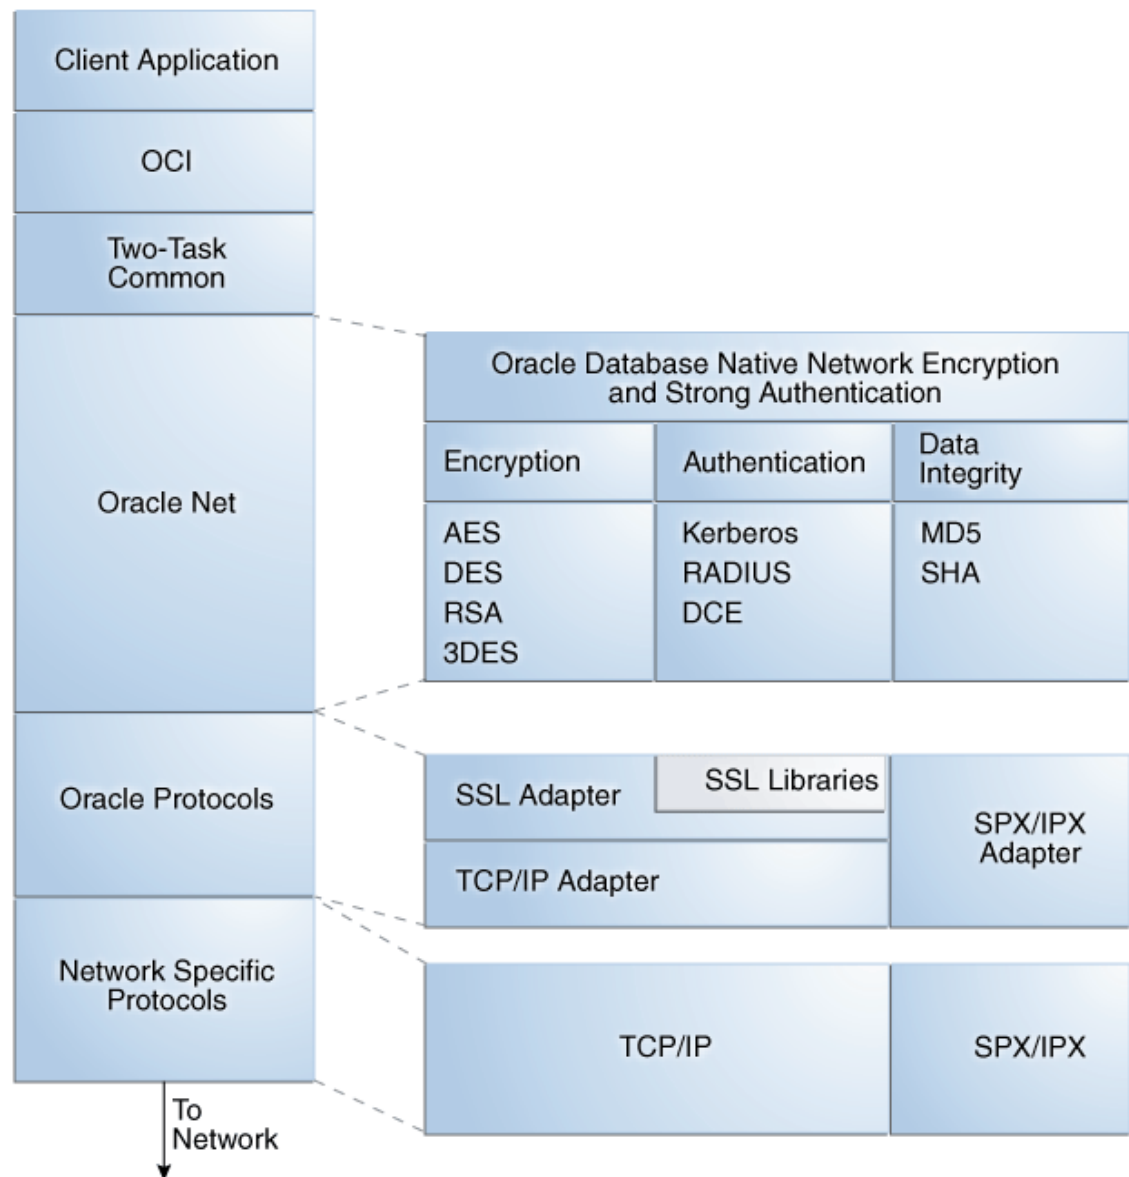 Client Application
OCI
Two-Task
Common
Oracle Net
Oracle Database Native Network Encryption
and Strong Authentication
Encryption
Authentication
Data
Integrity
AES
DES
RSA
3DES
Kerberos
RADIUS
DCE
MD5
SHA
Oracle Protocols
SSL Adapter
SSL Libraries
TCP/IP Adapter
SPX/IPX
Adapter
Network Specific
Protocols
TCP/IP
SPX/IPX
To
Network